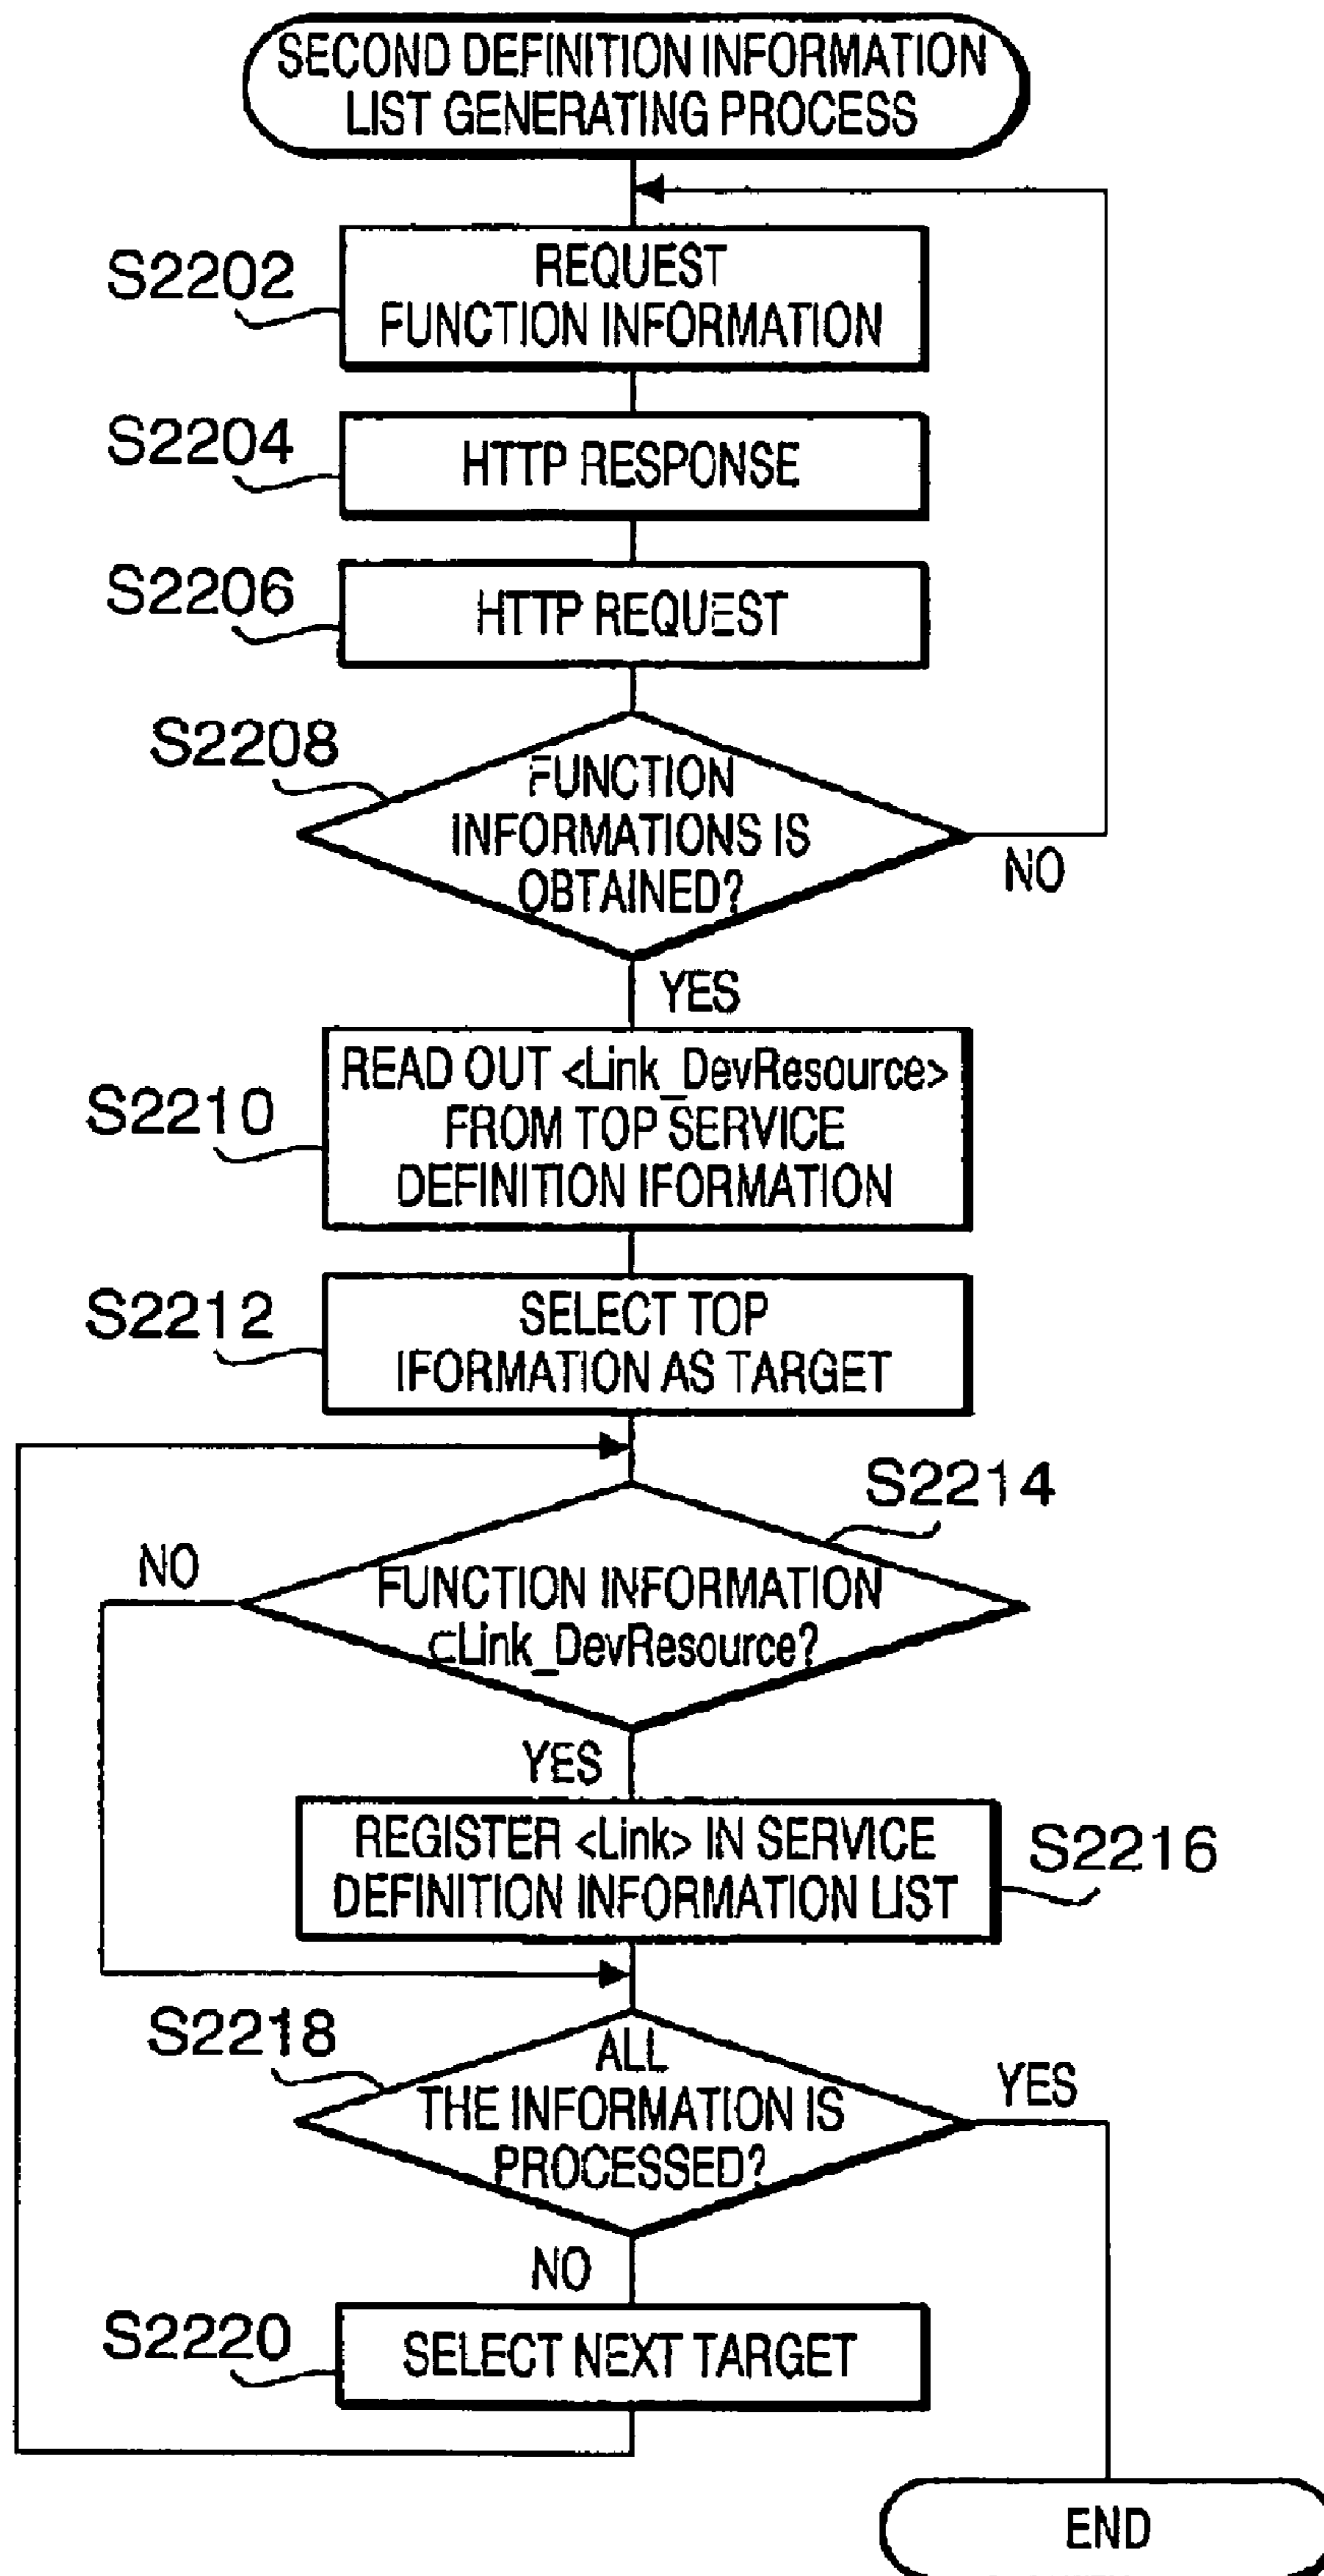 SECOND DEFINITION INFORMATION
LIST GENERATING PROCESS
S2202
REQUEST
FUNCTION INFORMATION
S2204
HTTP RESPONSE
S2206
HTTP REQUEST
S2208
FUNCTION
INFORMATIONS IS
OBTAINED?
NO
YES
S2210
READ OUT <Link_DevResource>
FROM TOP SERVICE
DEFINITION IFORMATION
S2212
SELECT TOP
IFORMATION AS TARGET
S2214
NO
FUNCTION INFORMATION
⊂Link_DevResource?
YES
REGISTER <Link> IN SERVICE
DEFINITION INFORMATION LIST
S2216
S2218
ALL
THE INFORMATION IS
PROCESSED?
YES
NO
S2220
SELECT NEXT TARGET
END